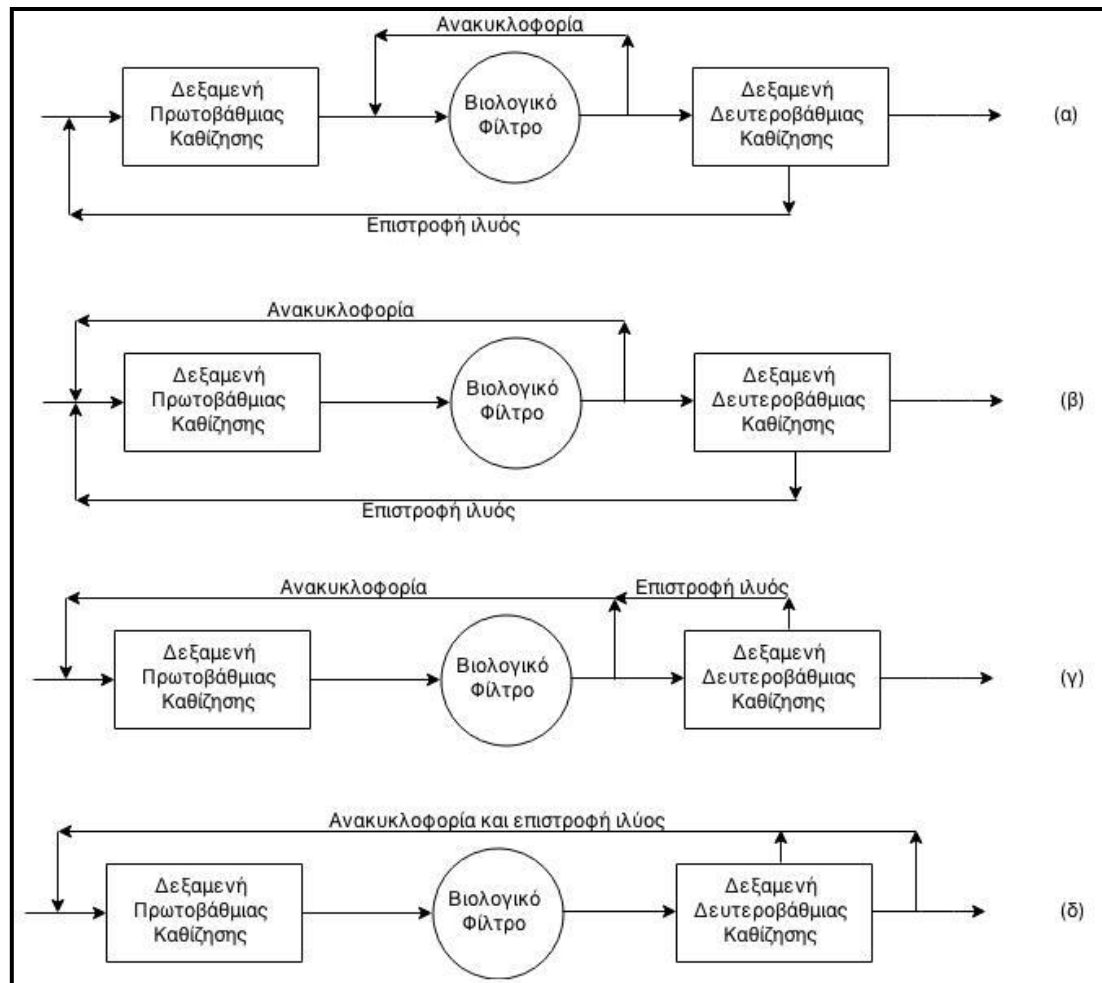 Ανακυκλοφορία
Δεξαμενή
Πρωτοβάθμιας
Καθίζησης
Βιολογικό
Φίλτρο
Δεξαμενή
Δευτεροβάθμιας
Καθίζησης
(α)
Επιστροφή ιλυός
Ανακυκλοφορία
Δεξαμενή
Πρωτοβάθμιας
Καθίζησης
Βιολογικό
Φίλτρο
Δεξαμενή
Δευτεροβάθμιας
Καθίζησης
(β)
Επιστροφή ιλυός
Ανακυκλοφορία
Επιστροφή ιλυός
Δεξαμενή
Πρωτοβάθμιας
Καθίζησης
Βιολογικό
Φίλτρο
Δεξαμενή
Δευτεροβάθμιας
Καθίζησης
(γ)
Ανακυκλοφορία και επιστροφή ιλύος
Δεξαμενή
Πρωτοβάθμιας
Καθίζησης
Βιολογικό
Φίλτρο
Δεξαμενή
Δευτεροβάθμιας
Καθίζησης
(δ)